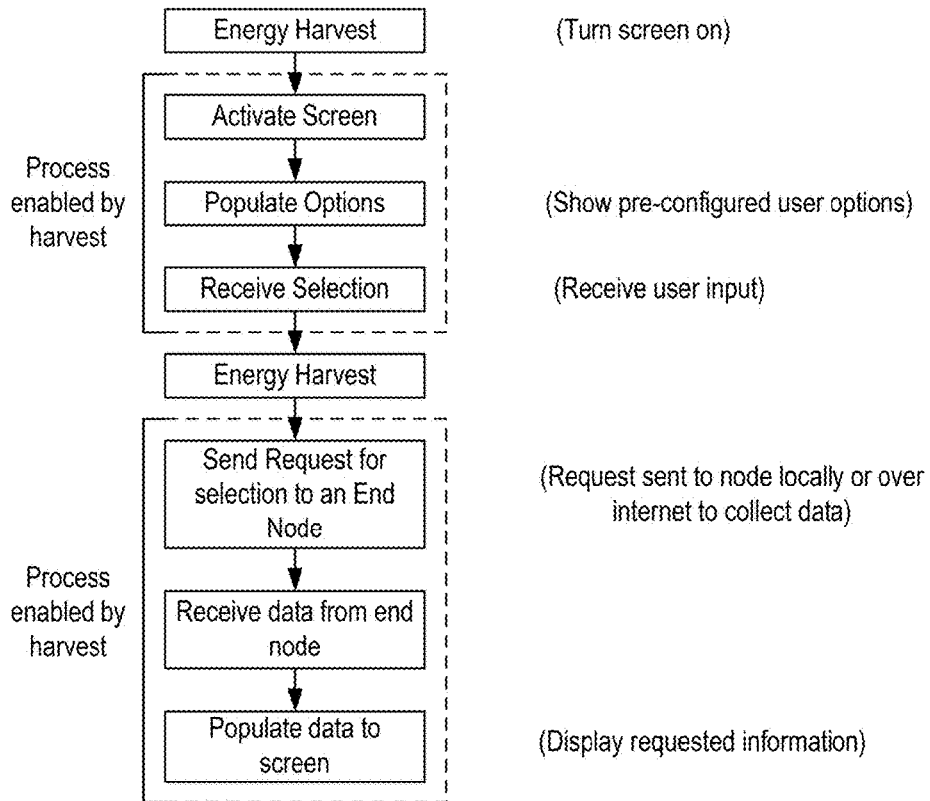 Energy Harvest
(Turn screen on)
Activate Screen
Process
enabled by
harvest
Populate Options
(Show pre-configured user options)
Receive Selection
(Receive user input)
Energy Harvest
Send Request for
selection to an End
Node
(Request sent to node locally or over
internet to collect data)
Process
enabled by
harvest
Receive data from end
node
Populate data to
screen
(Display requested information)